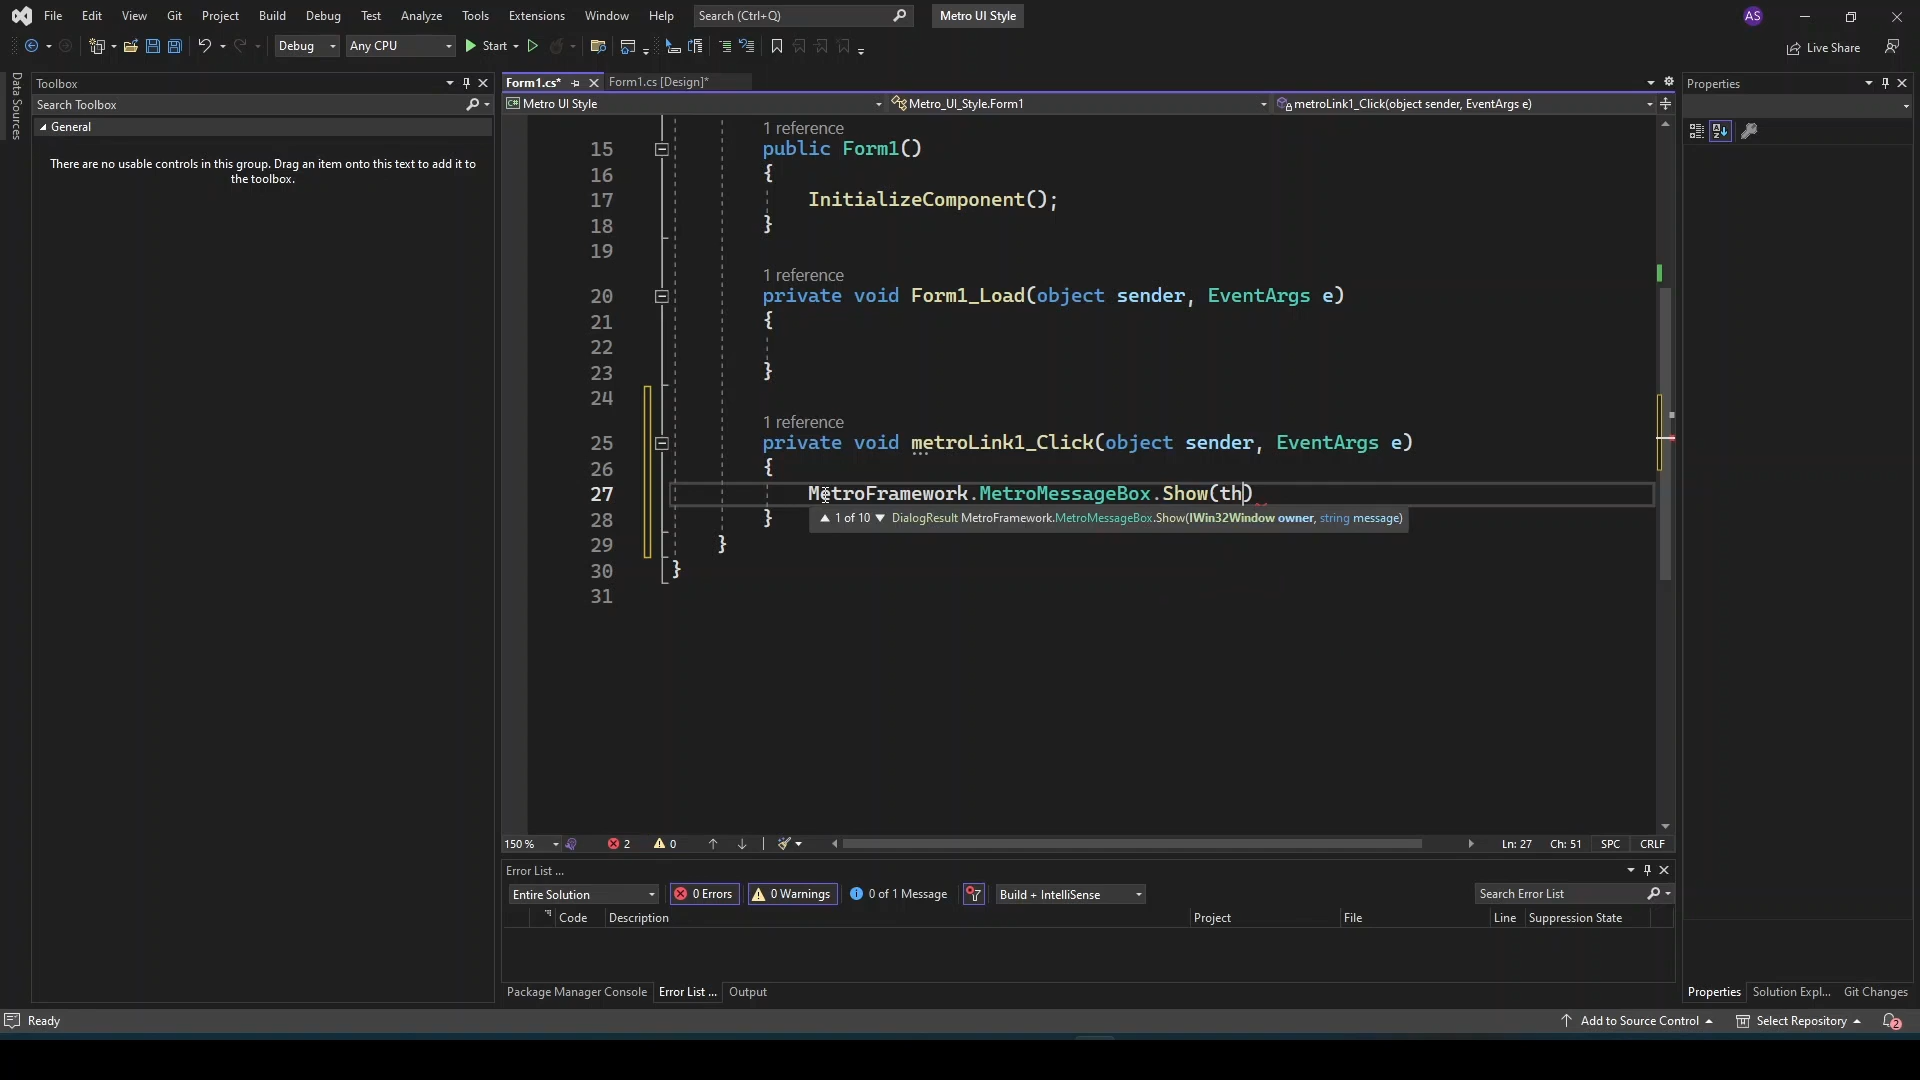 File Edit View Git Project Build Debug Test Analyze Tools Extensions Window Help Search (Ctrl+Q) Metro UI Style AS
Debug Any CPU Start Live Share
Data Sources
Toolbox
Search Toolbox
General
There are no usable controls in this group. Drag an item onto this text to add it to
the toolbox.
Form1.cs* Form1.cs [Design]*
Metro UI Style Metro_UI_Style.Form1 metroLink1_Click(object sender, EventArgs e)
1 reference
15 public Form1()
16 {
17 InitializeComponent();
18 }
19
1 reference
20 private void Form1_Load(object sender, EventArgs e)
21 {
22
23 }
24
1 reference
25 private void metroLink1_Click(object sender, EventArgs e)
26 {
27 MetroFramework.MetroMessageBox.Show(th)
28 }
1 of 10 DialogResult MetroFramework.MetroMessageBox.Show(IWin32Window owner, string message)
29 }
30 }
31
150 % 2 0 Ln: 27 Ch: 51 SPC CRLF
Error List ...
Entire Solution 0 Errors 0 Warnings 0 of 1 Message Build + IntelliSense Search Error List
Code Description Project File Line Suppression State
Package Manager Console Error List ... Output
Properties
Properties Solution Expl... Git Changes
Ready Add to Source Control Select Repository 2